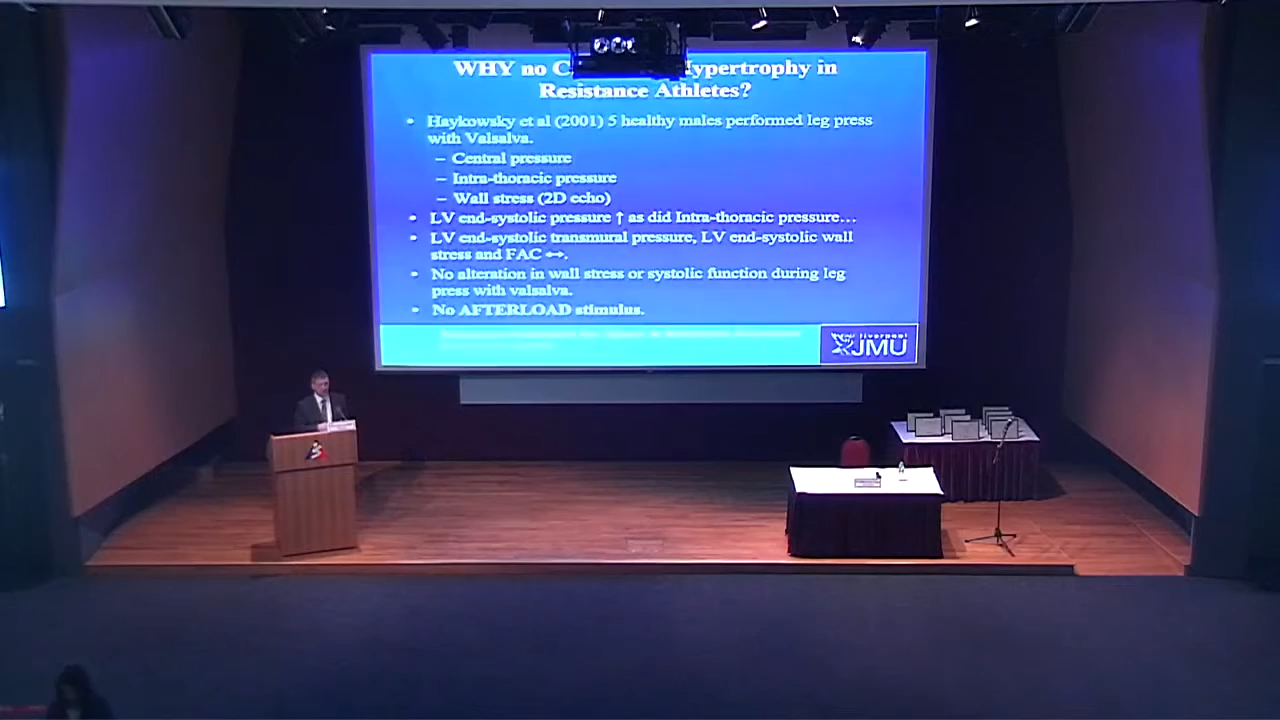 WHY no C ypertrophy in
Resistance Athletes?
• Haykowsky et al (2001) 5 healthy males performed leg press
with Valsalva.
– Central pressure
– Intra-thoracic pressure
– Wall stress (2D echo)
• LV end-systolic pressure ↑ as did Intra-thoracic pressure…
• LV end-systolic transmural pressure, LV end-systolic wall
stress and FAC ↔.
• No alteration in wall stress or systolic function during leg
press with valsalva.
• No AFTERLOAD stimulus.
liverpool
JMU